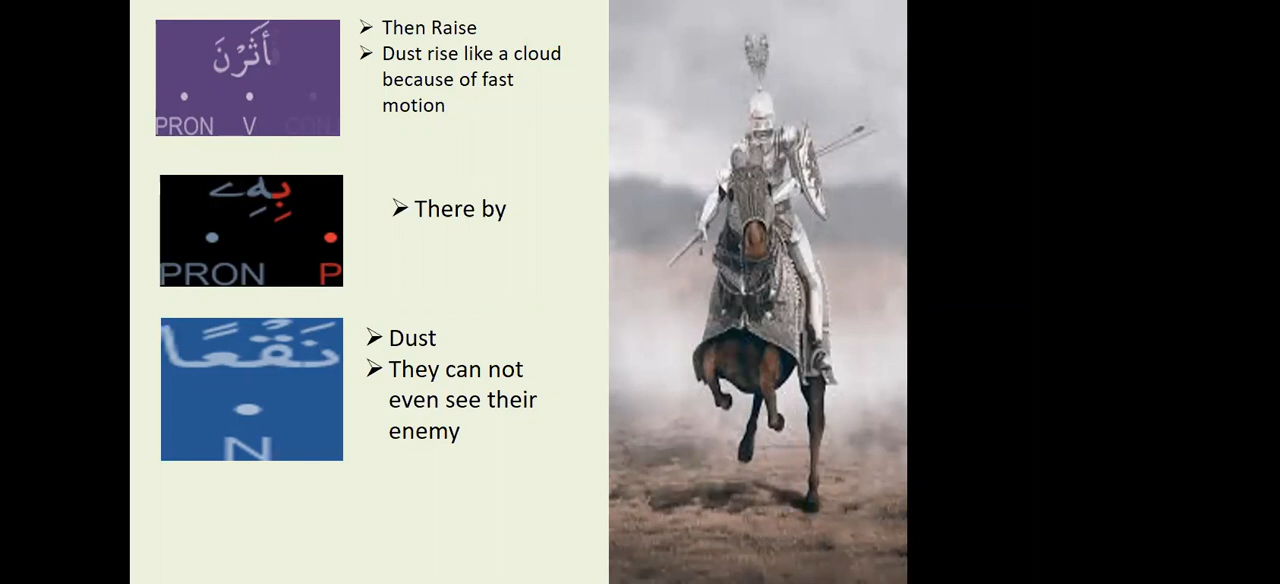 أَثَرْنَ
PRON V CON
➢ Then Raise
➢ Dust rise like a cloud
because of fast
motion
بِهِۦ
PRON P
➢ There by
نَقْعًا
N
➢ Dust
➢ They can not
even see their
enemy